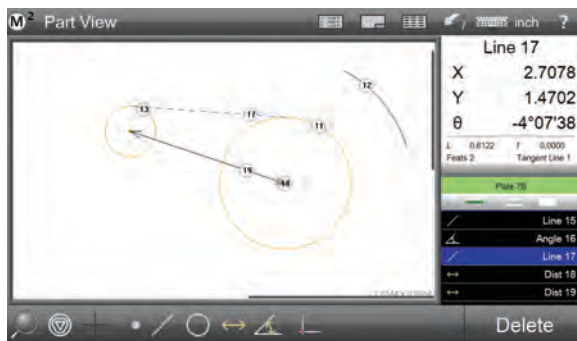 M² Part View inch ?
Line 17
X 2.7078
Y 1.4702
θ -4°07'38
L 0.6122 f 0.0000
Feats 2 Tangent Line 1
Plate 7B
Line 15
Angle 16
Line 17
Dist 18
Dist 19
13
17
11
12
19
Delete